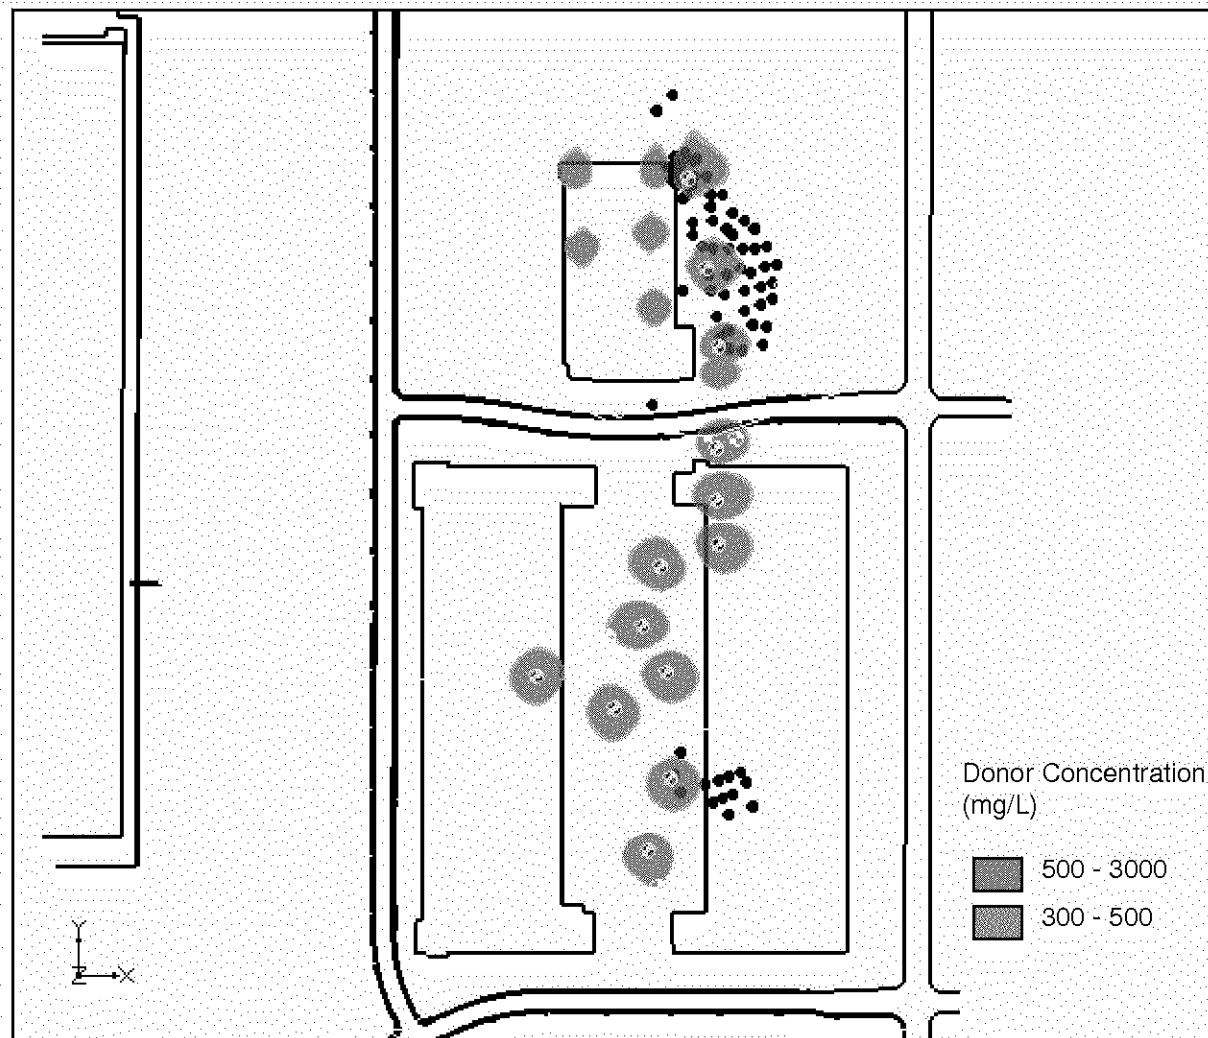 Donor Concentration
(mg/L)
500 - 3000
300 - 500
Y
Z
X